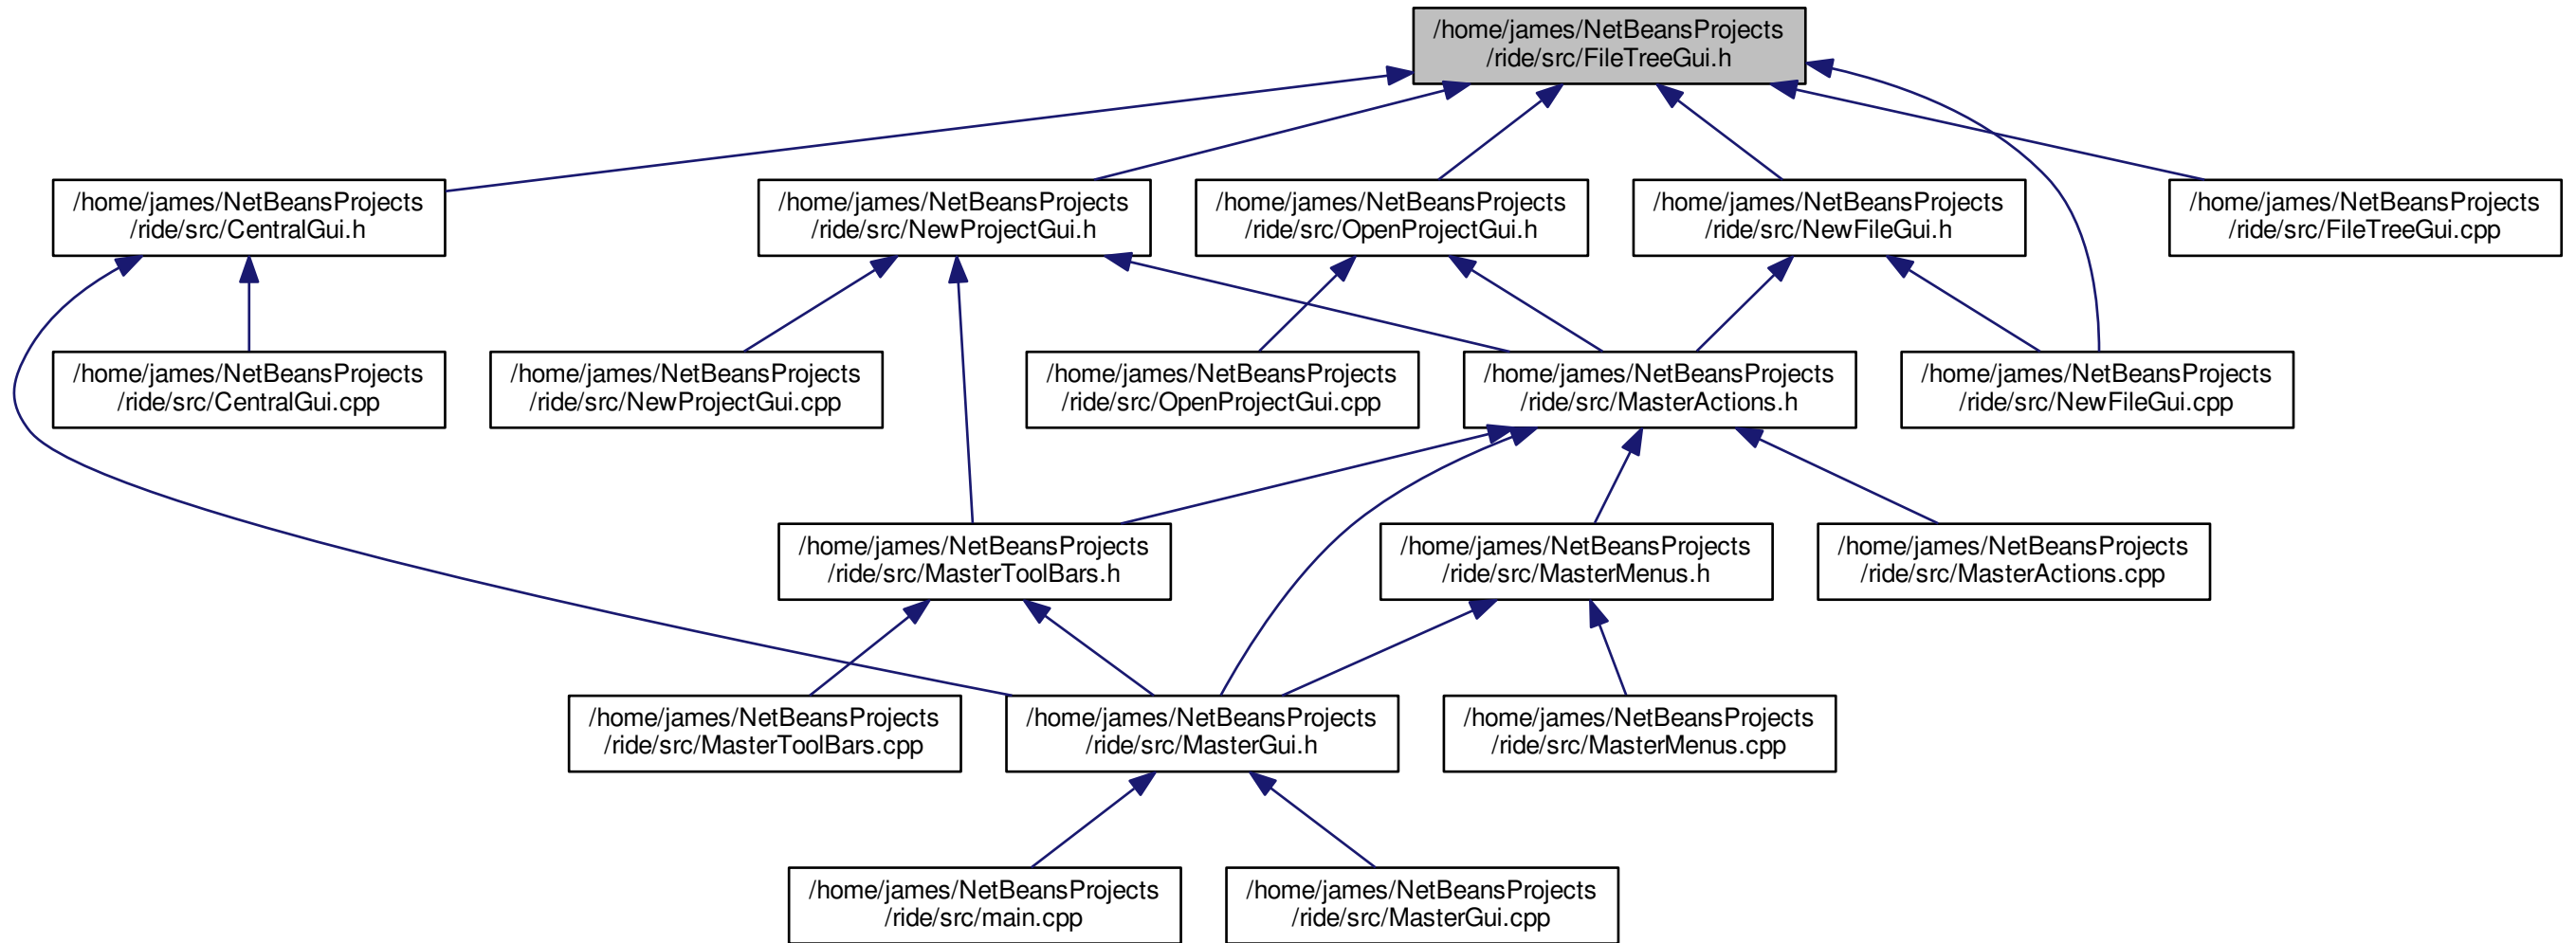 /home/james/NetBeansProjects
/ride/src/FileTreeGui.h
/home/james/NetBeansProjects
/ride/src/CentralGui.h
/home/james/NetBeansProjects
/ride/src/NewProjectGui.h
/home/james/NetBeansProjects
/ride/src/OpenProjectGui.h
/home/james/NetBeansProjects
/ride/src/NewFileGui.h
/home/james/NetBeansProjects
/ride/src/FileTreeGui.cpp
/home/james/NetBeansProjects
/ride/src/CentralGui.cpp
/home/james/NetBeansProjects
/ride/src/NewProjectGui.cpp
/home/james/NetBeansProjects
/ride/src/OpenProjectGui.cpp
/home/james/NetBeansProjects
/ride/src/MasterActions.h
/home/james/NetBeansProjects
/ride/src/NewFileGui.cpp
/home/james/NetBeansProjects
/ride/src/MasterToolBars.h
/home/james/NetBeansProjects
/ride/src/MasterMenus.h
/home/james/NetBeansProjects
/ride/src/MasterActions.cpp
/home/james/NetBeansProjects
/ride/src/MasterToolBars.cpp
/home/james/NetBeansProjects
/ride/src/MasterGui.h
/home/james/NetBeansProjects
/ride/src/MasterMenus.cpp
/home/james/NetBeansProjects
/ride/src/main.cpp
/home/james/NetBeansProjects
/ride/src/MasterGui.cpp